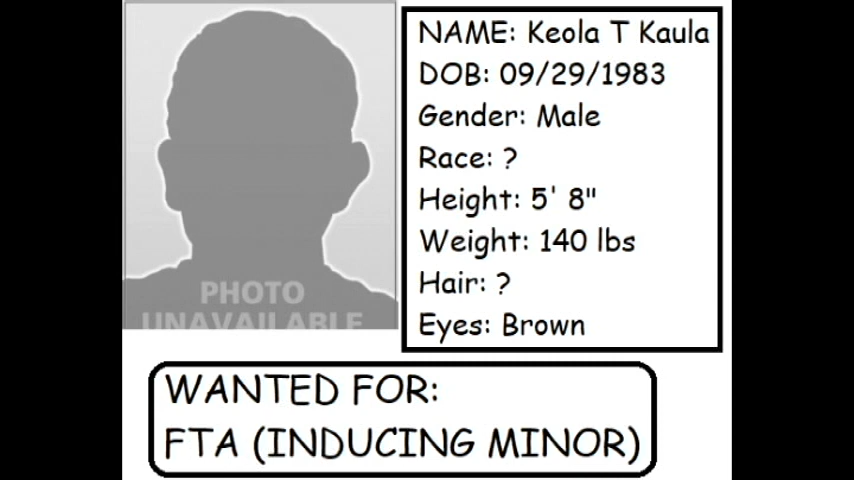 NAME: Keola T Kaula
DOB: 09/29/1983
Gender: Male
Race: ?
Height: 5' 8"
Weight: 140 lbs
Hair: ?
Eyes: Brown
PHOTO
UNAVAILABLE
WANTED FOR:
FTA (INDUCING MINOR)